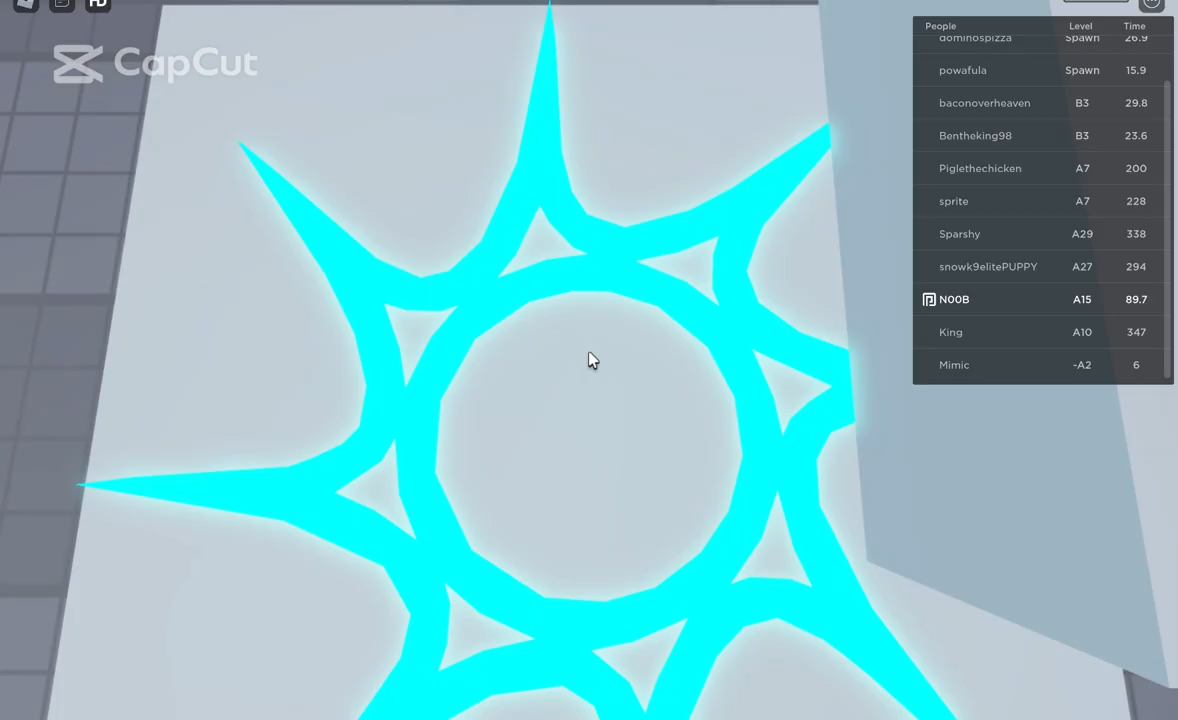 HD
CapCut
People Level Time
dominospizza Spawn 26.9
powafula Spawn 15.9
baconoverheaven B3 29.8
Bentheking98 B3 23.6
Piglethechicken A7 200
sprite A7 228
Sparshy A29 338
snowk9elitePUPPY A27 294
N00B A15 89.7
King A10 347
Mimic -A2 6